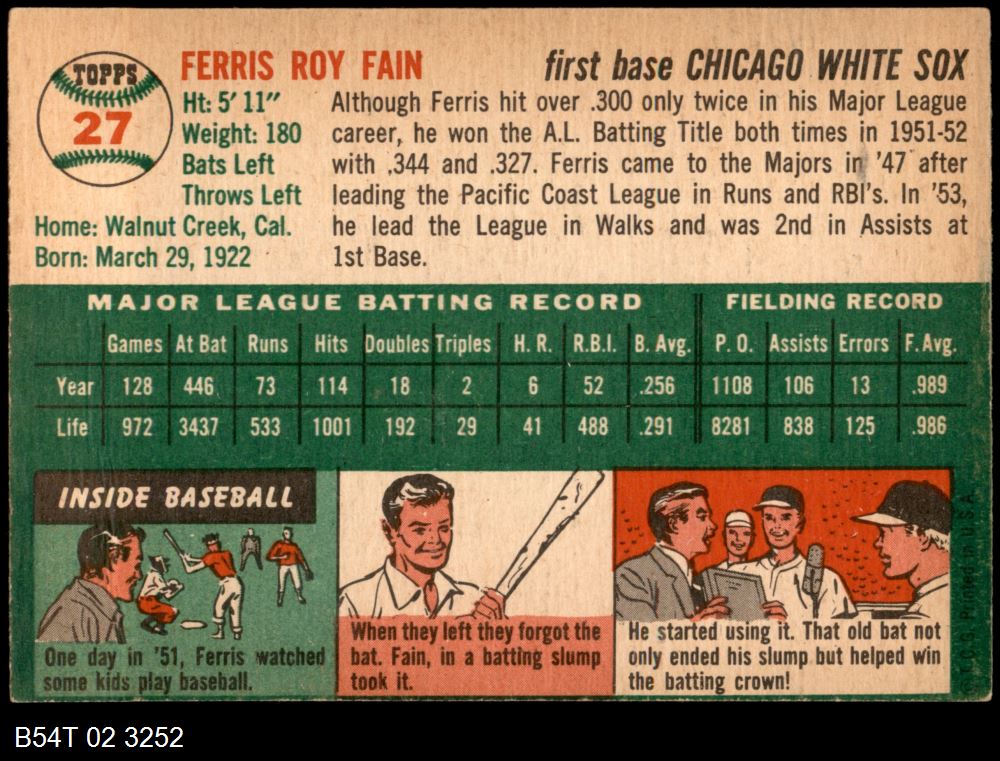 TOPPS
27
FERRIS ROY FAIN
first base CHICAGO WHITE SOX
Ht: 5' 11"
Weight: 180
Bats Left
Throws Left
Home: Walnut Creek, Cal.
Born: March 29, 1922
Although Ferris hit over .300 only twice in his Major League
career, he won the A.L. Batting Title both times in 1951-52
with .344 and .327. Ferris came to the Majors in '47 after
leading the Pacific Coast League in Runs and RBI's. In '53,
he lead the League in Walks and was 2nd in Assists at
1st Base.
MAJOR LEAGUE BATTING RECORD FIELDING RECORD
Games At Bat Runs Hits Doubles Triples H. R. R.B.I. B. Avg. P. O. Assists Errors F. Avg.
Year 128 446 73 114 18 2 6 52 .256 1108 106 13 .989
Life 972 3437 533 1001 192 29 41 488 .291 8281 838 125 .986
INSIDE BASEBALL
One day in '51, Ferris watched
some kids play baseball.
When they left they forgot the
bat. Fain, in a batting slump
took it.
He started using it. That old bat not
only ended his slump but helped win
the batting crown!
T.C.G. Printed in U.S.A.
B54T 02 3252